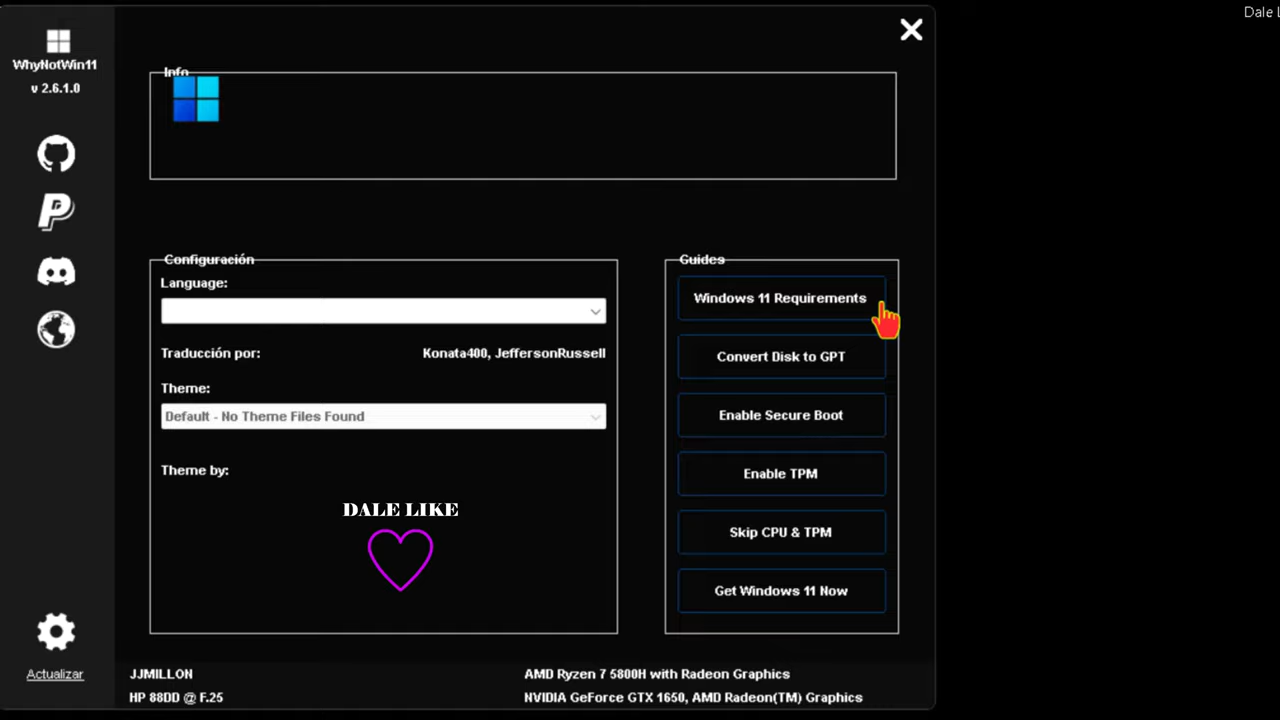 Dale L
WhyNotWin11
v 2.6.1.0
Info
Configuración
Language:
Traducción por:
Konata400, JeffersonRussell
Theme:
Default - No Theme Files Found
Theme by:
DALE LIKE
Guides
Windows 11 Requirements
Convert Disk to GPT
Enable Secure Boot
Enable TPM
Skip CPU & TPM
Get Windows 11 Now
Actualizar
JJMILLON
HP 88DD @ F.25
AMD Ryzen 7 5800H with Radeon Graphics
NVIDIA GeForce GTX 1650, AMD Radeon(TM) Graphics